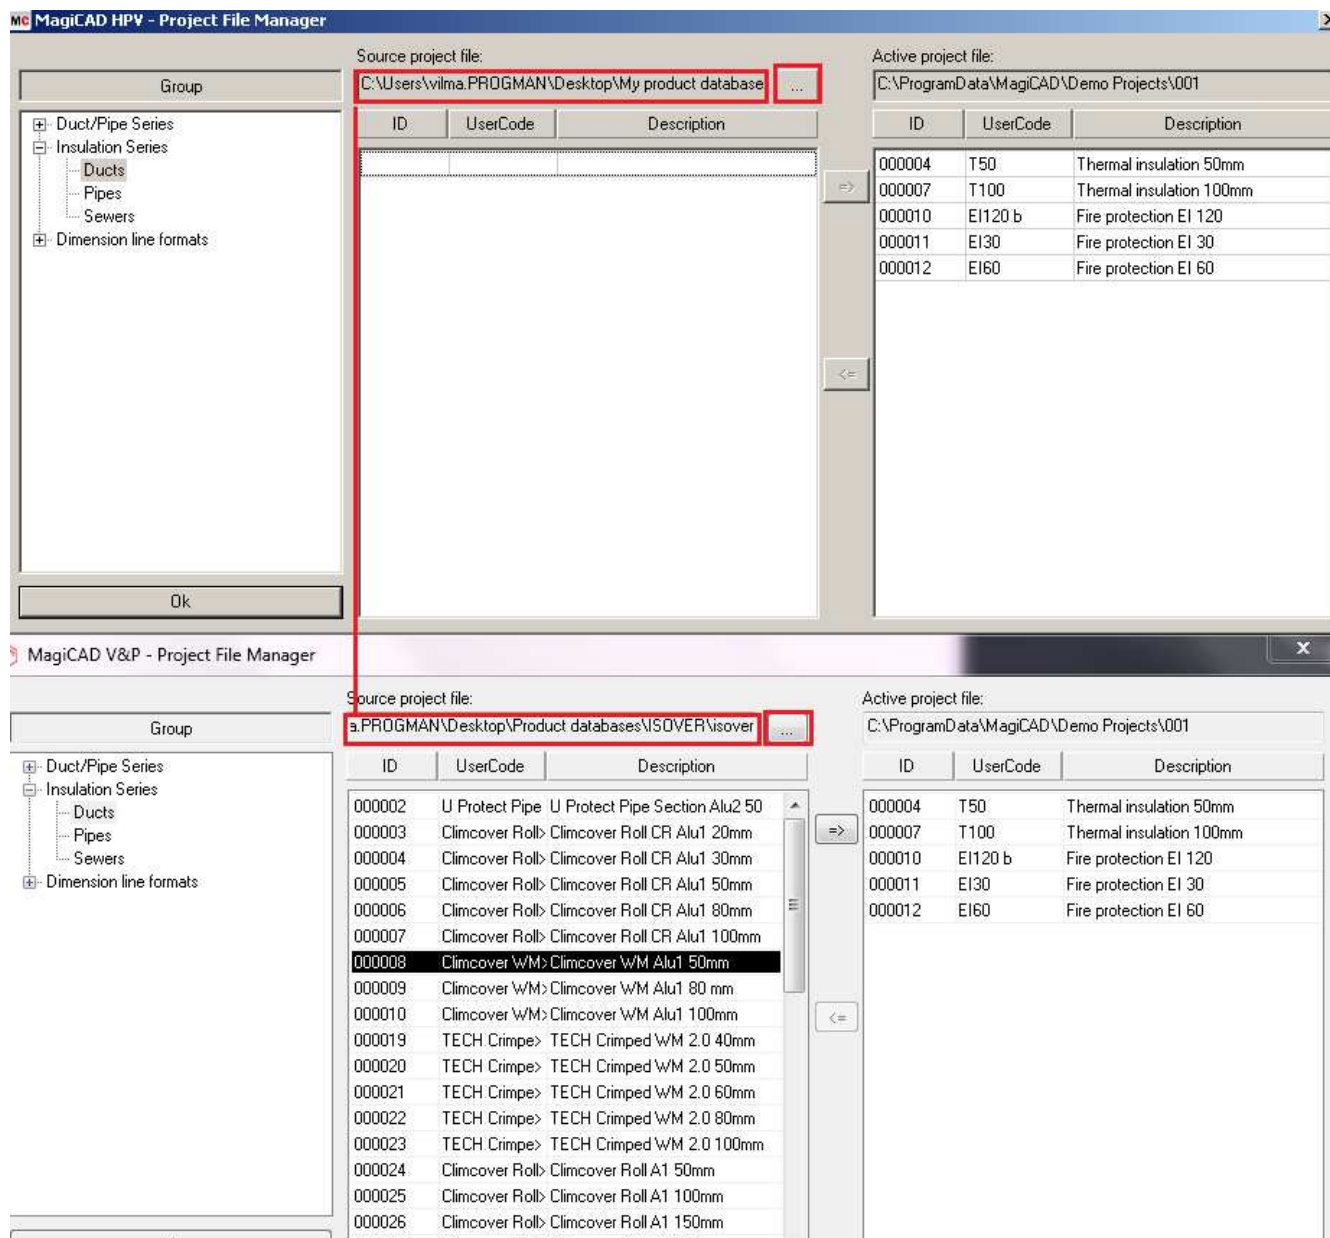 MC MagiCAD HPV - Project File Manager
Source project file:
Active project file:
Group
C:\Users\vilma.PROGMAN\Desktop\My product database
...
C:\ProgramData\MagiCAD\Demo Projects\001
ID UserCode Description
ID UserCode Description
Duct/Pipe Series
Insulation Series
Ducts
Pipes
Sewers
Dimension line formats
=>
<=
000004 T50 Thermal insulation 50mm
000007 T100 Thermal insulation 100mm
000010 EI120 b Fire protection EI 120
000011 EI30 Fire protection EI 30
000012 EI60 Fire protection EI 60
Ok
MagiCAD V&P - Project File Manager
x
Source project file:
Active project file:
Group
a.PROGMAN\Desktop\Product databases\ISOVER\isover
...
C:\ProgramData\MagiCAD\Demo Projects\001
ID UserCode Description
ID UserCode Description
Duct/Pipe Series
Insulation Series
Ducts
Pipes
Sewers
Dimension line formats
000002 U Protect Pipe U Protect Pipe Section Alu2 50
000003 Climcover Roll> Climcover Roll CR Alu1 20mm
000004 Climcover Roll> Climcover Roll CR Alu1 30mm
000005 Climcover Roll> Climcover Roll CR Alu1 50mm
000006 Climcover Roll> Climcover Roll CR Alu1 80mm
000007 Climcover Roll> Climcover Roll CR Alu1 100mm
000008 Climcover WM> Climcover WM Alu1 50mm
000009 Climcover WM> Climcover WM Alu1 80 mm
000010 Climcover WM> Climcover WM Alu1 100mm
000019 TECH Crimpe> TECH Crimped WM 2.0 40mm
000020 TECH Crimpe> TECH Crimped WM 2.0 50mm
000021 TECH Crimpe> TECH Crimped WM 2.0 60mm
000022 TECH Crimpe> TECH Crimped WM 2.0 80mm
000023 TECH Crimpe> TECH Crimped WM 2.0 100mm
000024 Climcover Roll> Climcover Roll A1 50mm
000025 Climcover Roll> Climcover Roll A1 100mm
000026 Climcover Roll> Climcover Roll A1 150mm
=>
<=
000004 T50 Thermal insulation 50mm
000007 T100 Thermal insulation 100mm
000010 EI120 b Fire protection EI 120
000011 EI30 Fire protection EI 30
000012 EI60 Fire protection EI 60